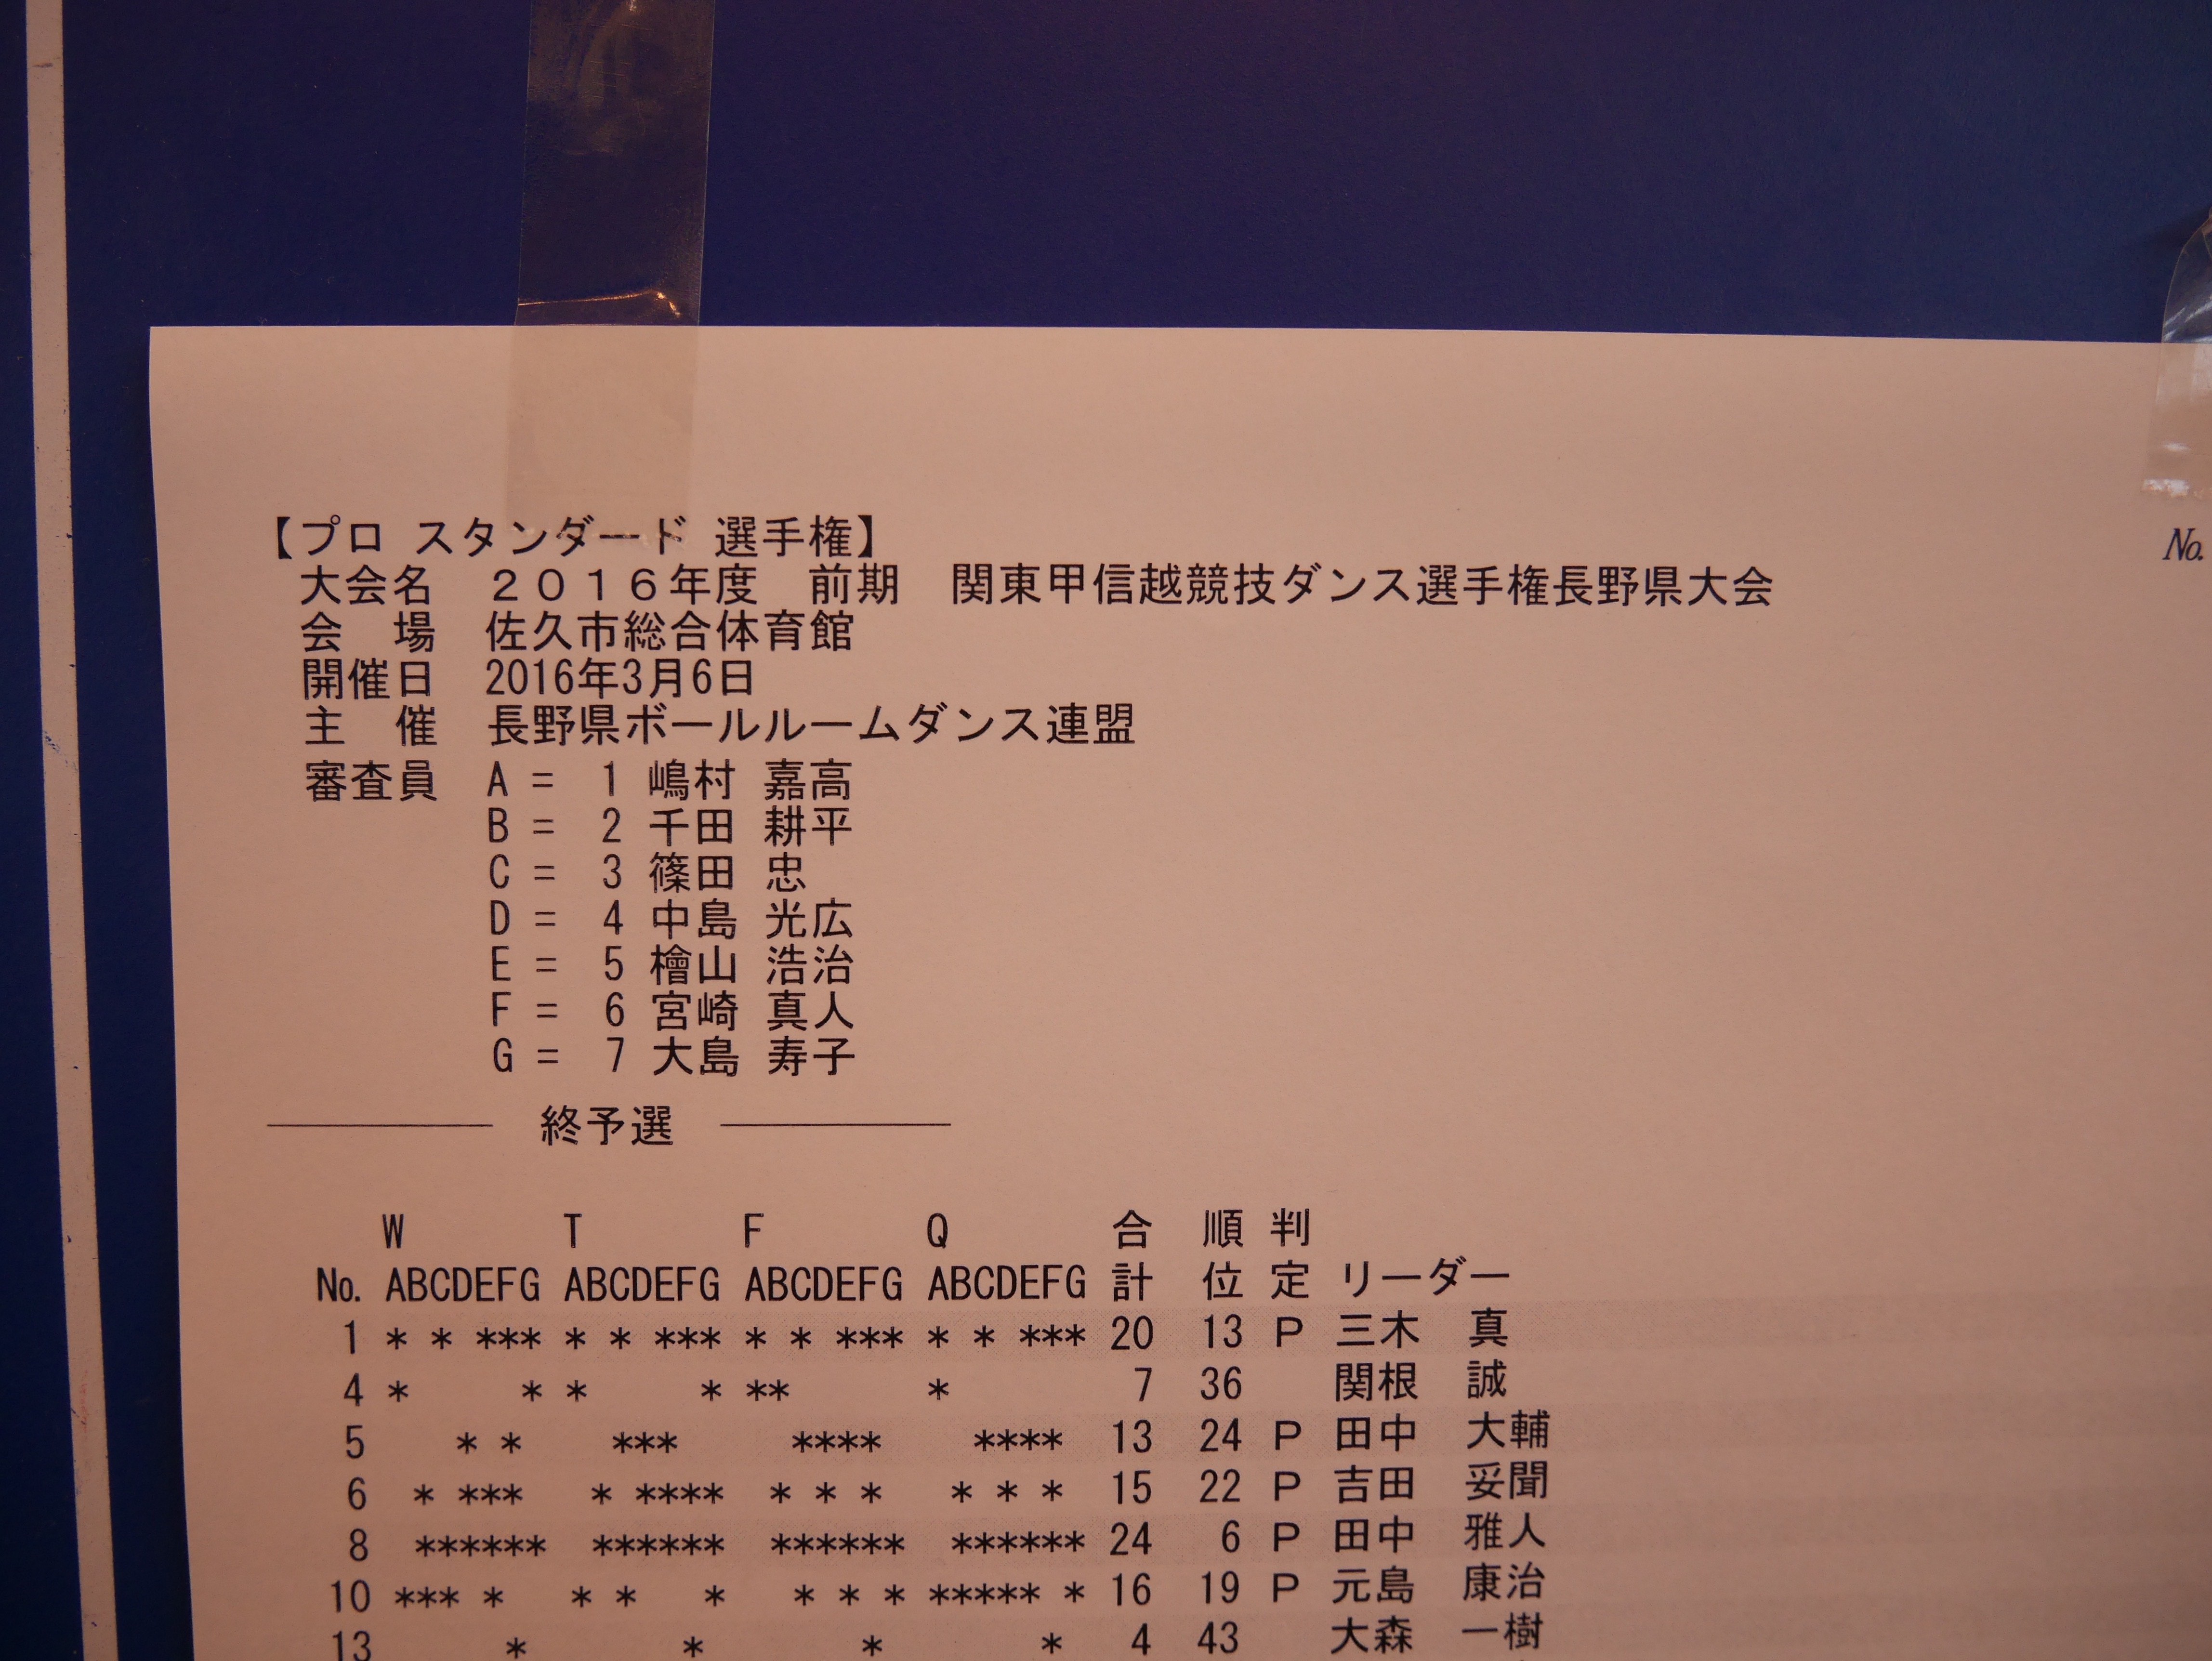 【プロ スタンダード 選手権】
No.
大会名　２０１６年度　前期　関東甲信越競技ダンス選手権長野県大会
会　場　佐久市総合体育館
開催日　2016年3月6日
主　催　長野県ボールルームダンス連盟
審査員　A =　1 嶋村 嘉高
B =　2 千田 耕平
C =　3 篠田 忠
D =　4 中島 光広
E =　5 檜山 浩治
F =　6 宮崎 真人
G =　7 大島 寿子
終予選
W T F Q 合 順 判
No. ABCDEFG ABCDEFG ABCDEFG ABCDEFG 計 位 定 リーダー
1 * * *** * * *** * * *** * * *** 20 13 P 三木 真
4 * * * * ** * 7 36 関根 誠
5 * * *** **** **** 13 24 P 田中 大輔
6 * *** * **** * * * * * * 15 22 P 吉田 妥聞
8 ****** ****** ****** ****** 24 6 P 田中 雅人
10 *** * * * * * * * ***** * 16 19 P 元島 康治
13 * * * * 4 43 大森 一樹